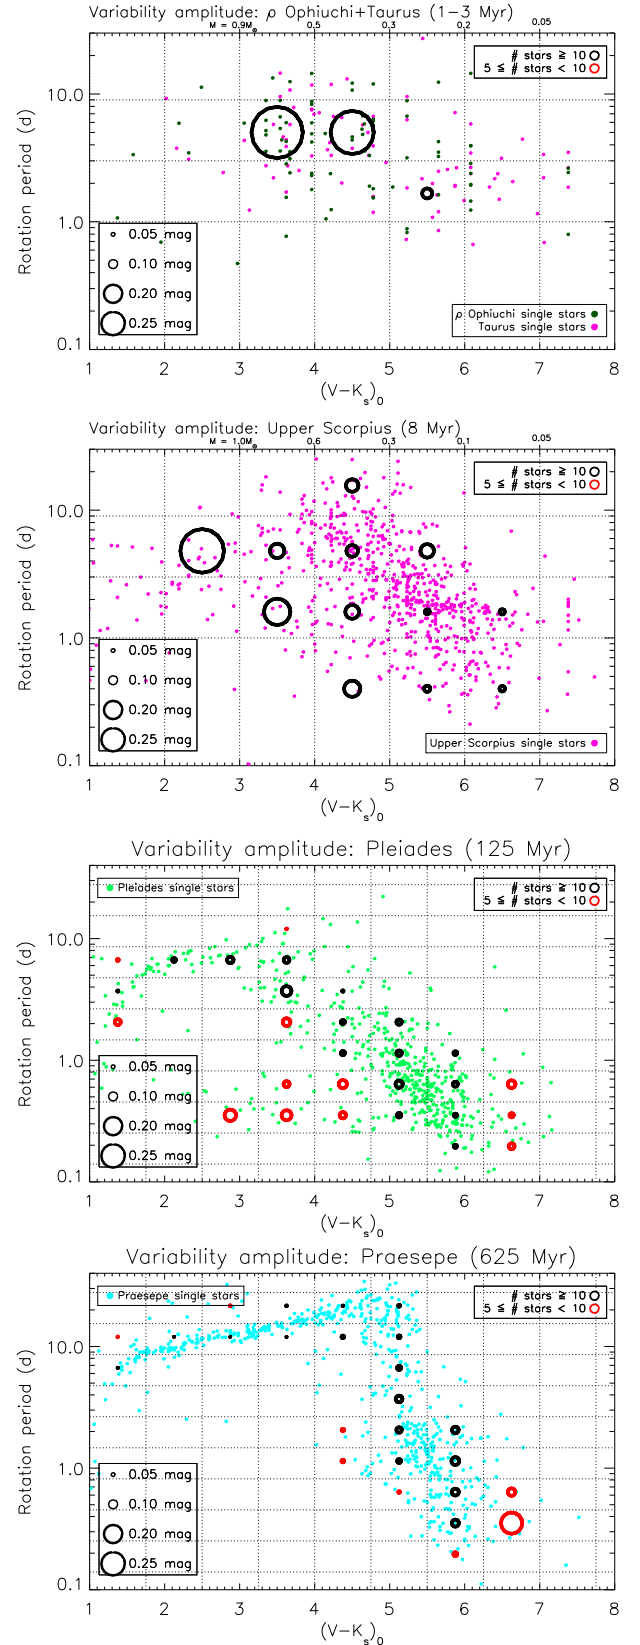 Variability amplitude: ρ Ophiuchi+Taurus (1−3 Myr)
M = 0.9M⊙ 0.5 0.3 0.2 0.05
# stars ≥ 10
5 ≤ # stars < 10
10.0
1.0
0.1
Rotation period (d)
0.05 mag
0.10 mag
0.20 mag
0.25 mag
ρ Ophiuchi single stars
Taurus single stars
1 2 3 4 5 6 7 8
(V−Ks)0
Variability amplitude: Upper Scorpius (8 Myr)
M = 1.0M⊙ 0.6 0.3 0.2 0.1 0.05
# stars ≥ 10
5 ≤ # stars < 10
10.0
1.0
0.1
Rotation period (d)
0.05 mag
0.10 mag
0.20 mag
0.25 mag
Upper Scorpius single stars
1 2 3 4 5 6 7 8
(V−Ks)0
Variability amplitude: Pleiades (125 Myr)
Pleiades single stars
# stars ≥ 10
5 ≤ # stars < 10
10.0
1.0
0.1
Rotation period (d)
0.05 mag
0.10 mag
0.20 mag
0.25 mag
1 2 3 4 5 6 7 8
(V−Ks)0
Variability amplitude: Praesepe (625 Myr)
Praesepe single stars
# stars ≥ 10
5 ≤ # stars < 10
10.0
1.0
0.1
Rotation period (d)
0.05 mag
0.10 mag
0.20 mag
0.25 mag
1 2 3 4 5 6 7 8
(V−Ks)0